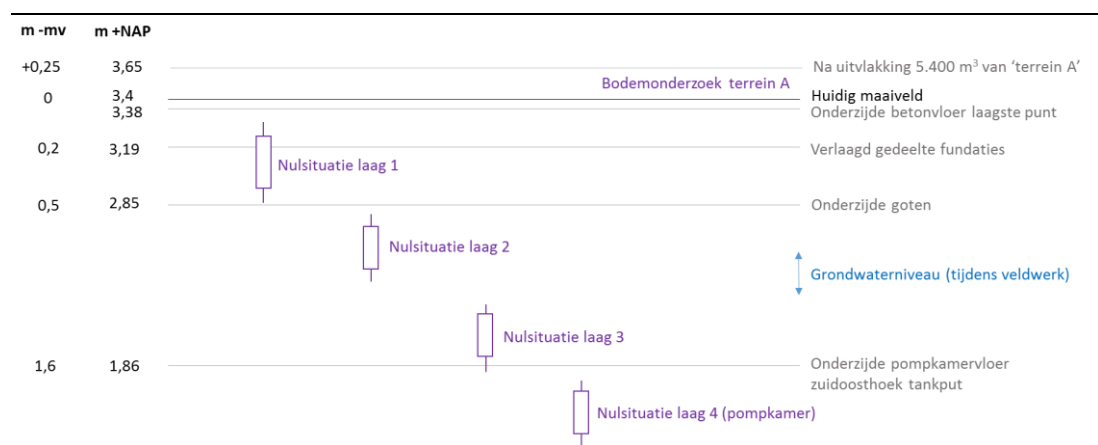 m -mv m +NAP
+0,25 3,65 Na uitvlakking 5.400 m³ van ‘terrein A’
Bodemonderzoek terrein A
0 3,4 Huidig maaiveld
3,38 Onderzijde betonvloer laagste punt
0,2 3,19 Verlaagd gedeelte fundaties
Nulsituatie laag 1
0,5 2,85 Onderzijde goten
Nulsituatie laag 2
Grondwaterniveau (tijdens veldwerk)
Nulsituatie laag 3
1,6 1,86 Onderzijde pompkamervloer
zuidoosthoek tankput
Nulsituatie laag 4 (pompkamer)